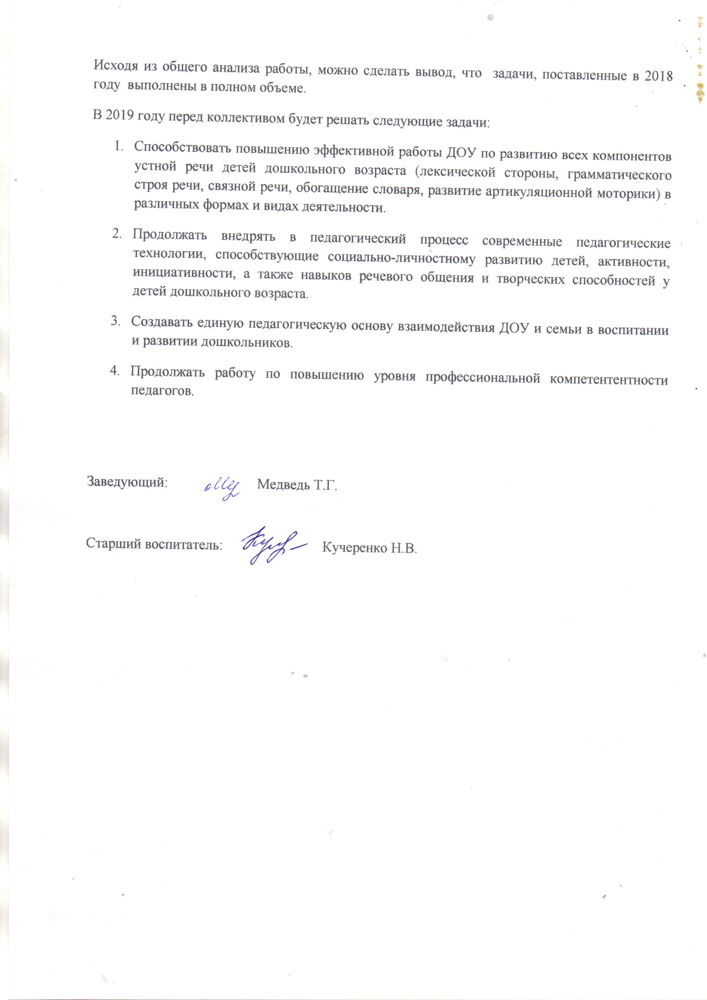 Исходя из общего анализа работы, можно сделать вывод, что задачи, поставленные в 2018
году выполнены в полном объеме.
В 2019 году перед коллективом будет решать следующие задачи:
1. Способствовать повышению эффективной работы ДОУ по развитию всех компонентов
устной речи детей дошкольного возраста (лексической стороны, грамматического
строя речи, связной речи, обогащение словаря, развитие артикуляционной моторики) в
различных формах и видах деятельности.
2. Продолжать внедрять в педагогический процесс современные педагогические
технологии, способствующие социально-личностному развитию детей, активности,
инициативности, а также навыков речевого общения и творческих способностей у
детей дошкольного возраста.
3. Создавать единую педагогическую основу взаимодействия ДОУ и семьи в воспитании
и развитии дошкольников.
4. Продолжать работу по повышению уровня профессиональной компетентентности
педагогов.
Заведующий: Медведь Т.Г.
Старший воспитатель: Кучеренко Н.В.